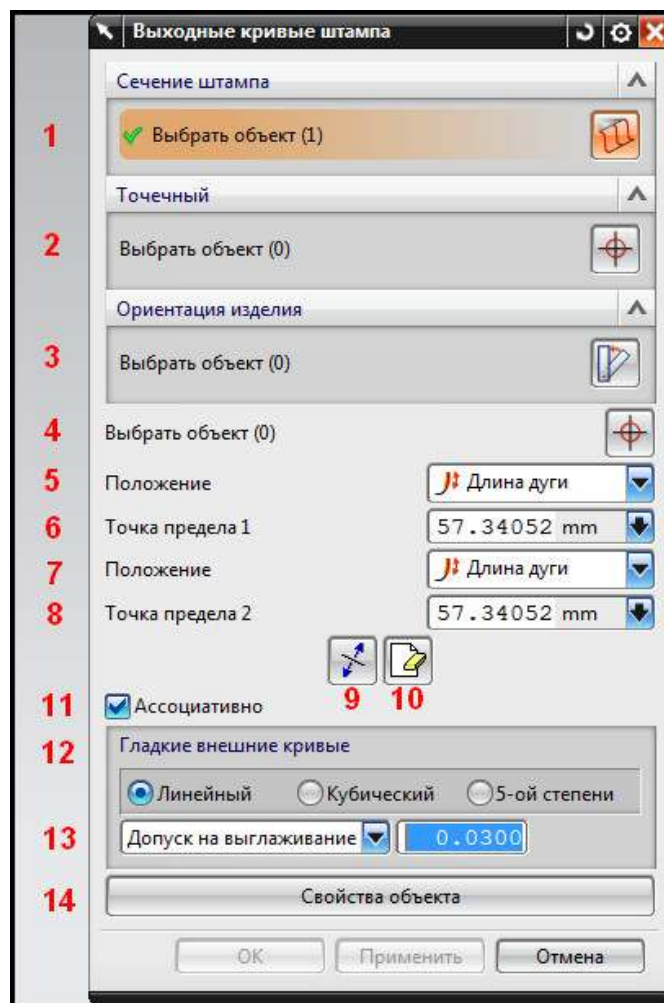 Выходные кривые штампа
Сечение штампа
1 Выбрать объект (1)
Точечный
2 Выбрать объект (0)
Ориентация изделия
3 Выбрать объект (0)
4 Выбрать объект (0)
5 Положение Длина дуги
6 Точка предела 1 57.34052 mm
7 Положение Длина дуги
8 Точка предела 2 57.34052 mm
9 10
11 Ассоциативно
12 Гладкие внешние кривые
Линейный Кубический 5-ой степени
13 Допуск на выглаживание 0.0300
14 Свойства объекта
ОК Применить Отмена